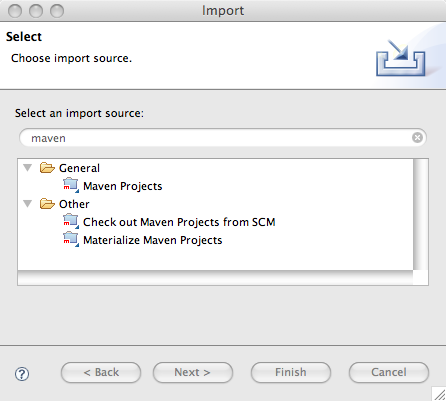 Import
Select
Choose import source.
Select an import source:
maven
General
Maven Projects
Other
Check out Maven Projects from SCM
Materialize Maven Projects
? < Back Next > Finish Cancel